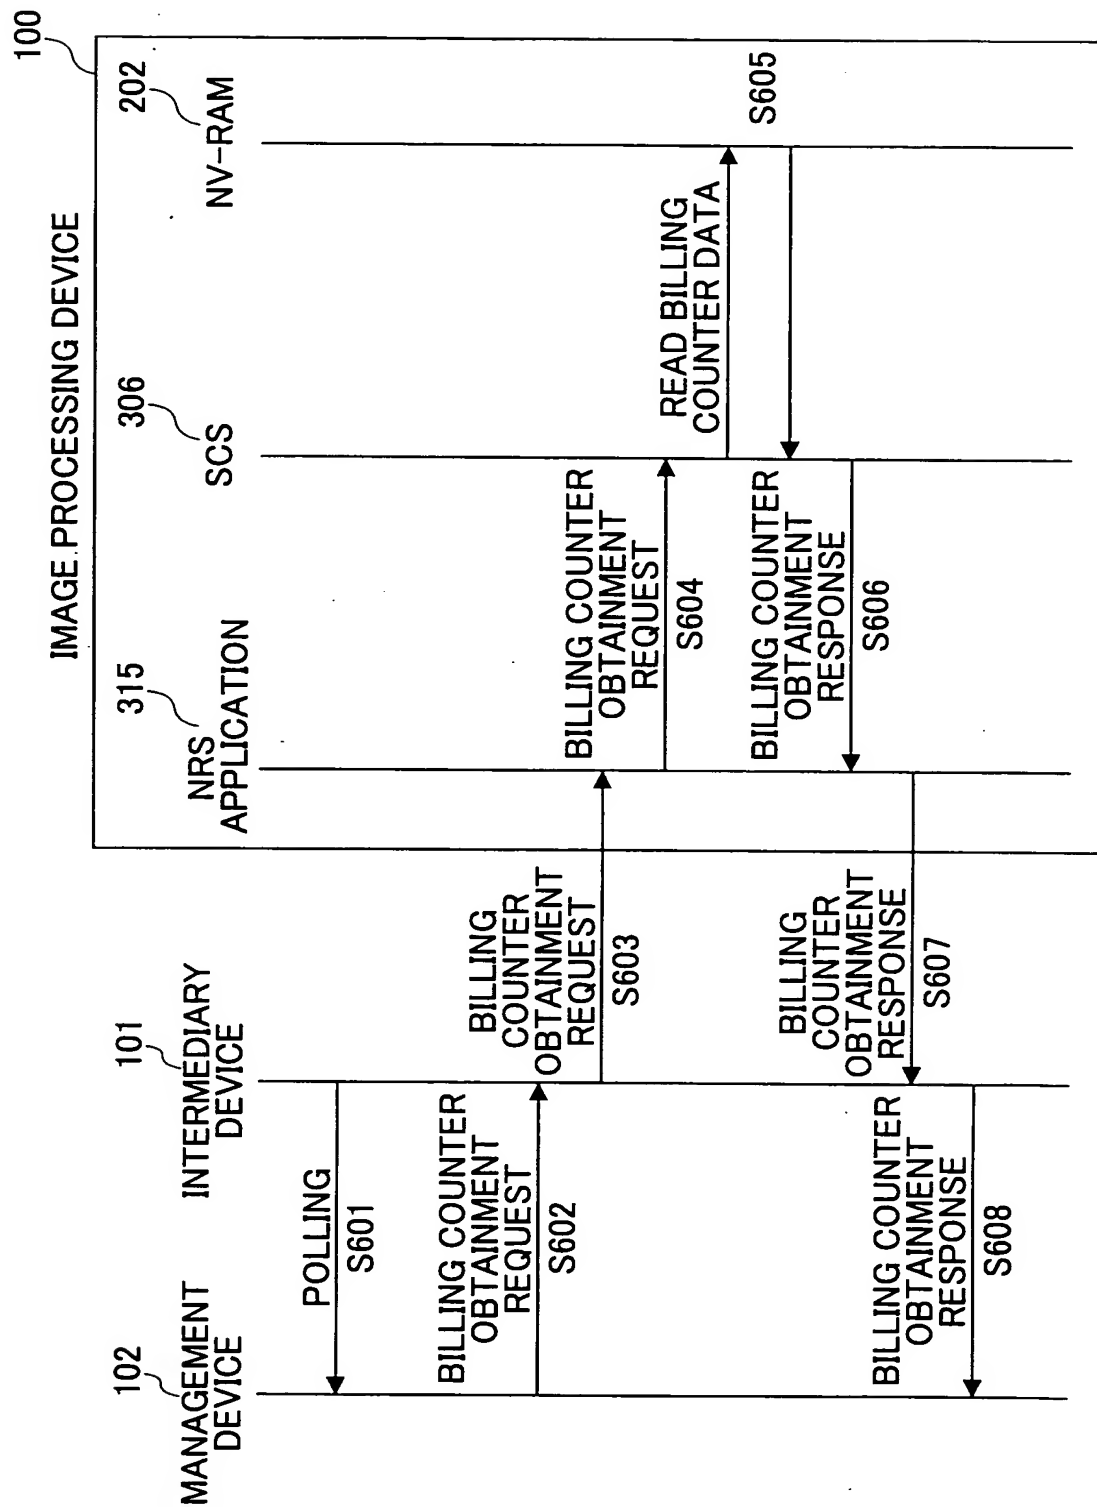 IMAGE PROCESSING DEVICE
100
102
MANAGEMENT
DEVICE
101
INTERMEDIARY
DEVICE
315
NRS
APPLICATION
306
SCS
202
NV-RAM
POLLING
S601
BILLING COUNTER
OBTAINMENT
REQUEST
S602
BILLING
COUNTER
OBTAINMENT
REQUEST
S603
BILLING COUNTER
OBTAINMENT
REQUEST
S604
READ BILLING
COUNTER DATA
S605
BILLING COUNTER
OBTAINMENT
RESPONSE
S606
BILLING
COUNTER
OBTAINMENT
RESPONSE
S607
BILLING COUNTER
OBTAINMENT
RESPONSE
S608